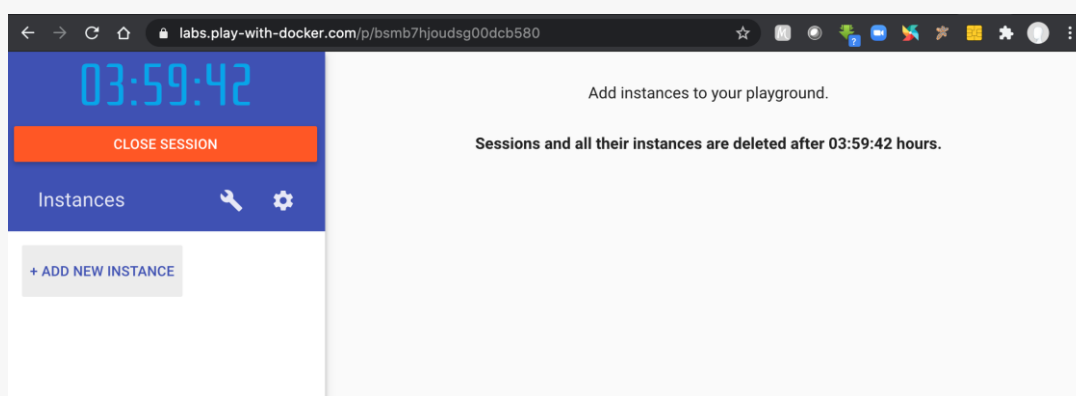 labs.play-with-docker.com/p/bsmb7hjoudsg00dcb580
03:59:42
CLOSE SESSION
Instances
+ ADD NEW INSTANCE
Add instances to your playground.
Sessions and all their instances are deleted after 03:59:42 hours.